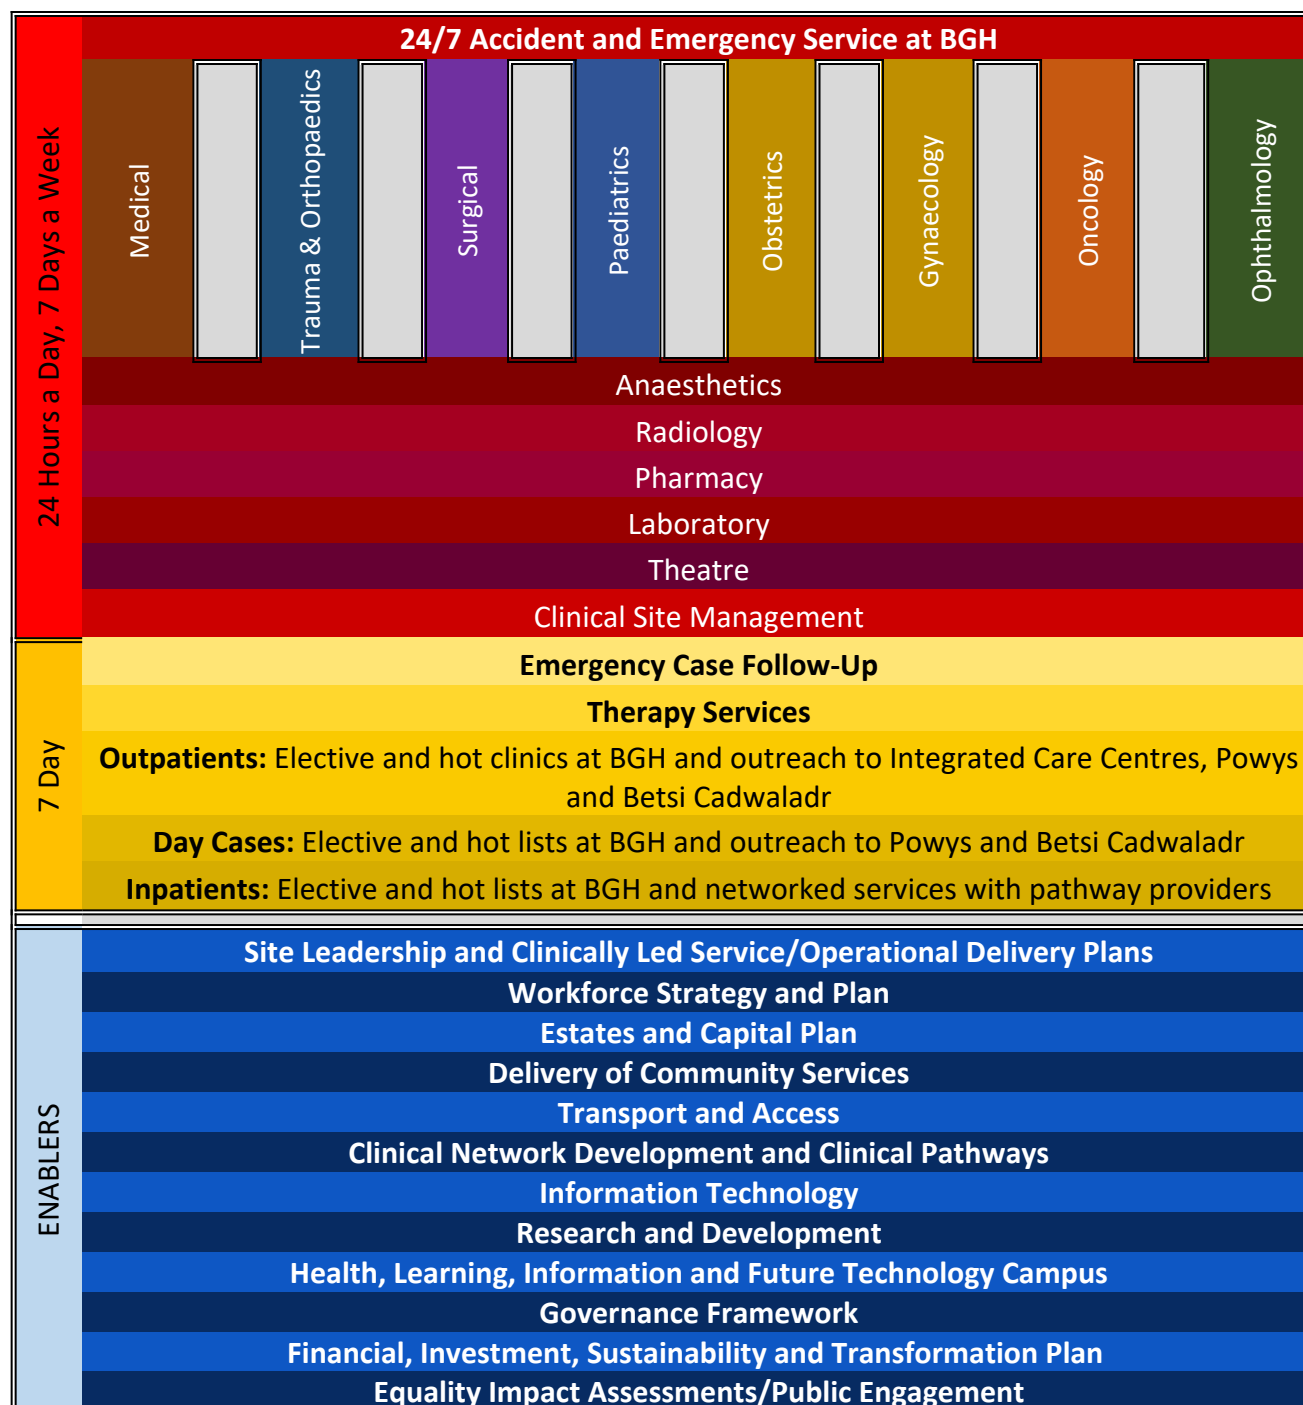 24/7 Accident and Emergency Service at BGH
24 Hours a Day, 7 Days a Week
Medical
Trauma & Orthopaedics
Surgical
Paediatrics
Obstetrics
Gynaecology
Oncology
Ophthalmology
Anaesthetics
Radiology
Pharmacy
Laboratory
Theatre
Clinical Site Management
7 Day
Emergency Case Follow-Up
Therapy Services
Outpatients: Elective and hot clinics at BGH and outreach to Integrated Care Centres, Powys
and Betsi Cadwaladr
Day Cases: Elective and hot lists at BGH and outreach to Powys and Betsi Cadwaladr
Inpatients: Elective and hot lists at BGH and networked services with pathway providers
ENABLERS
Site Leadership and Clinically Led Service/Operational Delivery Plans
Workforce Strategy and Plan
Estates and Capital Plan
Delivery of Community Services
Transport and Access
Clinical Network Development and Clinical Pathways
Information Technology
Research and Development
Health, Learning, Information and Future Technology Campus
Governance Framework
Financial, Investment, Sustainability and Transformation Plan
Equality Impact Assessments/Public Engagement